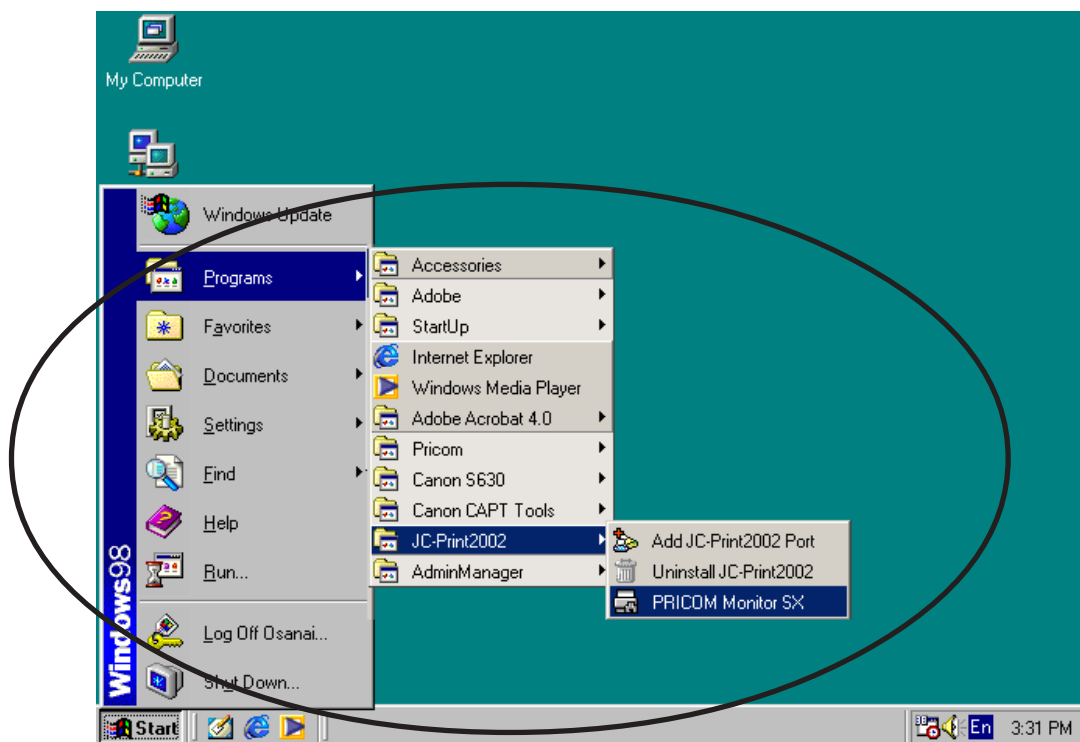 My Computer
Windows Update
Programs
Favorites
Documents
Settings
Find
Help
Run...
Log Off Osanai...
Shut Down...
Windows98
Accessories
Adobe
StartUp
Internet Explorer
Windows Media Player
Adobe Acrobat 4.0
Pricom
Canon S630
Canon CAPT Tools
JC-Print2002
AdminManager
Add JC-Print2002 Port
Uninstall JC-Print2002
PRICOM Monitor SX
Start
En
3:31 PM